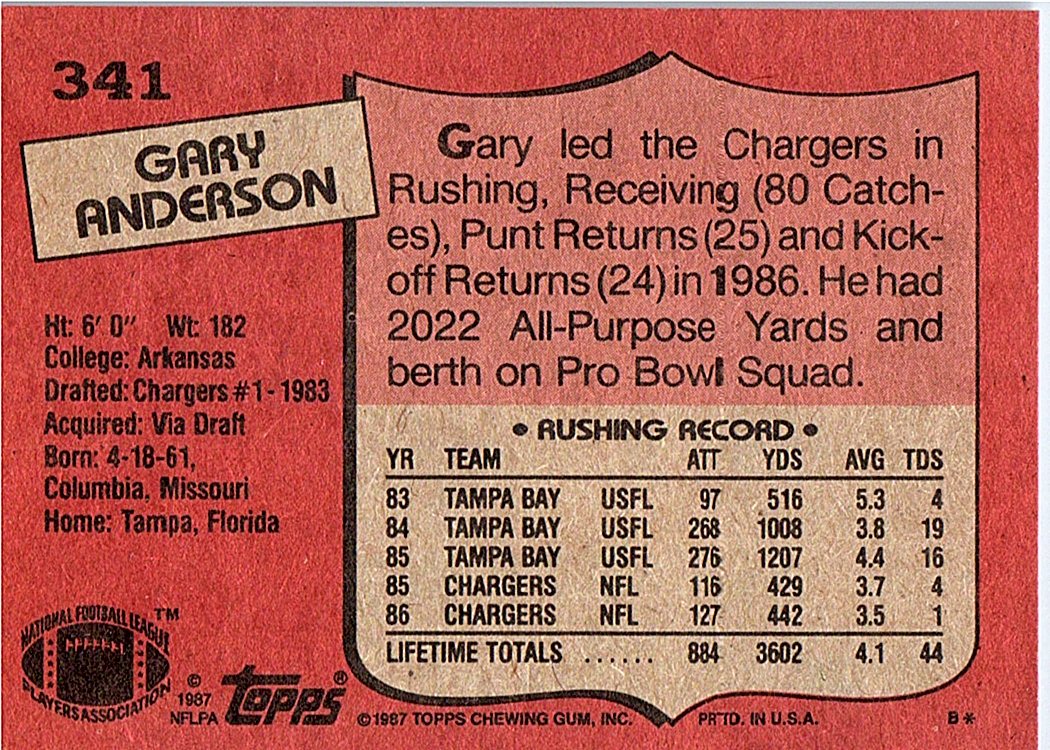 341
GARY
ANDERSON
Ht: 6' 0" Wt: 182
College: Arkansas
Drafted: Chargers #1-1983
Acquired: Via Draft
Born: 4-18-61,
Columbia, Missouri
Home: Tampa, Florida
Gary led the Chargers in
Rushing, Receiving (80 Catch-
es), Punt Returns (25) and Kick-
off Returns (24) in 1986. He had
2022 All-Purpose Yards and
berth on Pro Bowl Squad.
• RUSHING RECORD •
YR TEAM ATT YDS AVG TDS
83 TAMPA BAY USFL 97 516 5.3 4
84 TAMPA BAY USFL 268 1008 3.8 19
85 TAMPA BAY USFL 276 1207 4.4 16
85 CHARGERS NFL 116 429 3.7 4
86 CHARGERS NFL 127 442 3.5 1
LIFETIME TOTALS ...... 884 3602 4.1 44
NATIONAL FOOTBALL LEAGUE ™
PLAYERS ASSOCIATION
©
1987
NFLPA
TOPPS®
©1987 TOPPS CHEWING GUM, INC. PRTD. IN U.S.A. B*